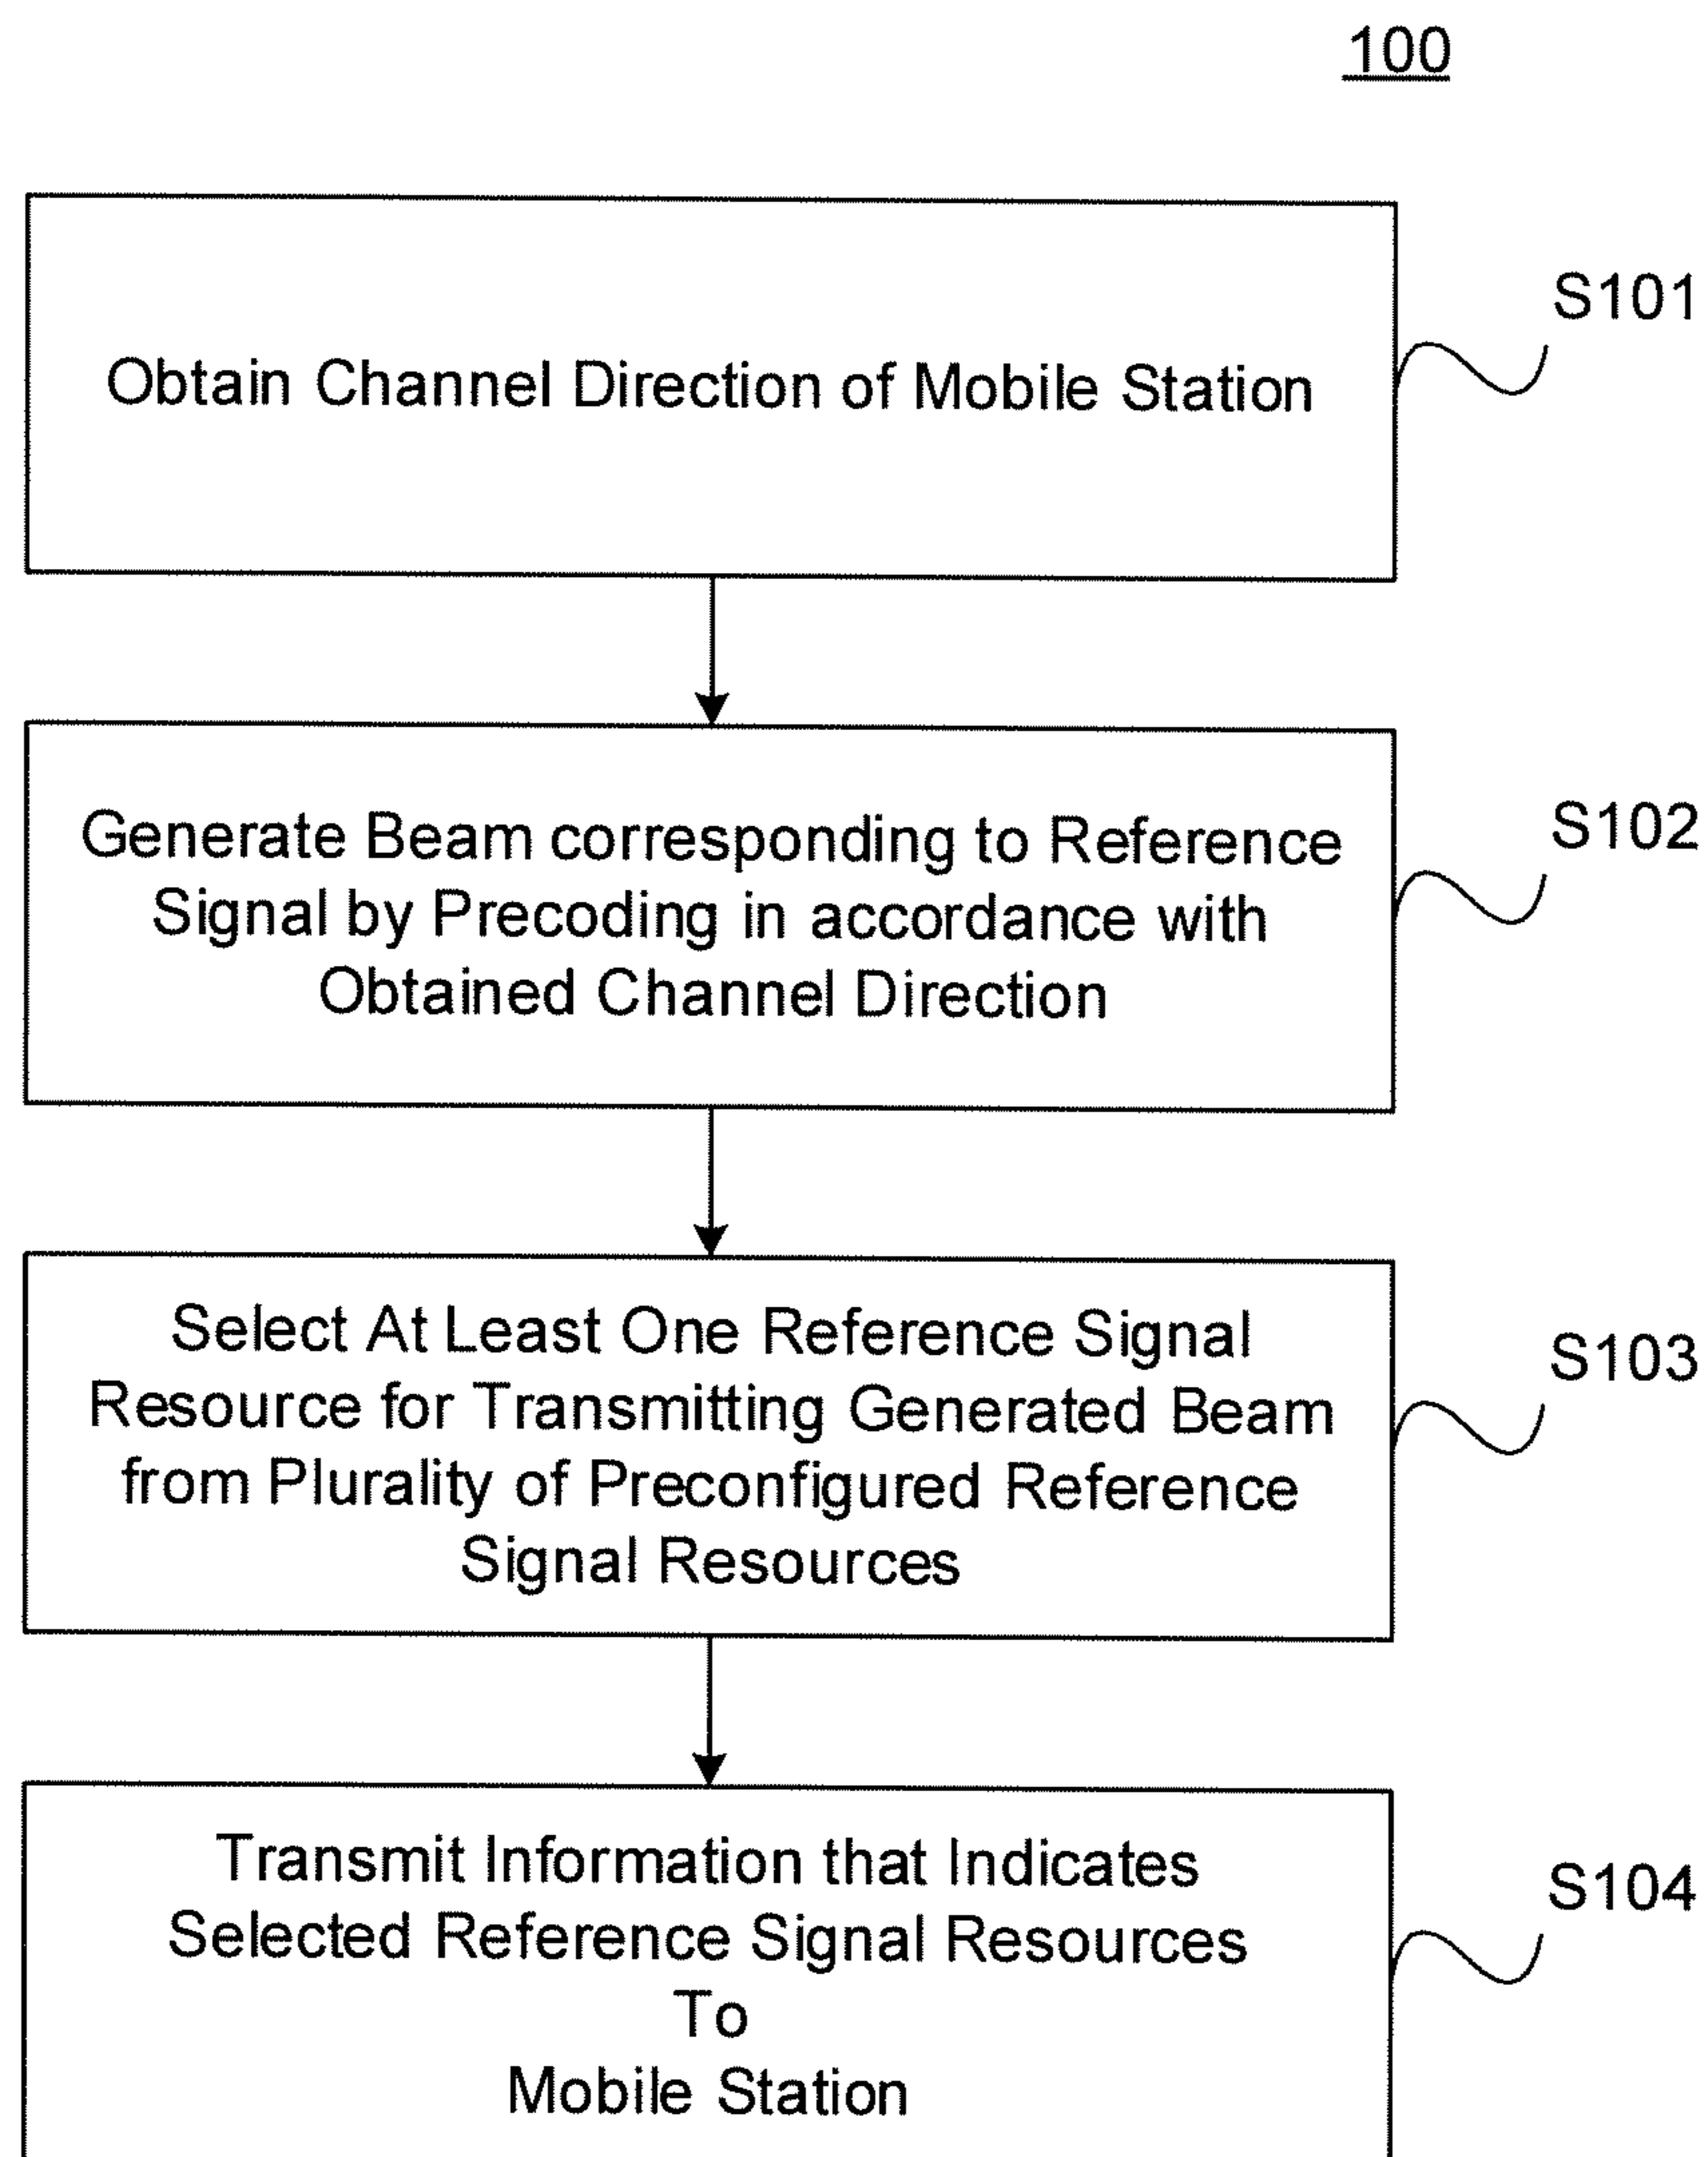 100
Obtain Channel Direction of Mobile Station
S101
Generate Beam corresponding to Reference
Signal by Precoding in accordance with
Obtained Channel Direction
S102
Select At Least One Reference Signal
Resource for Transmitting Generated Beam
from Plurality of Preconfigured Reference
Signal Resources
S103
Transmit Information that Indicates
Selected Reference Signal Resources
To
Mobile Station
S104